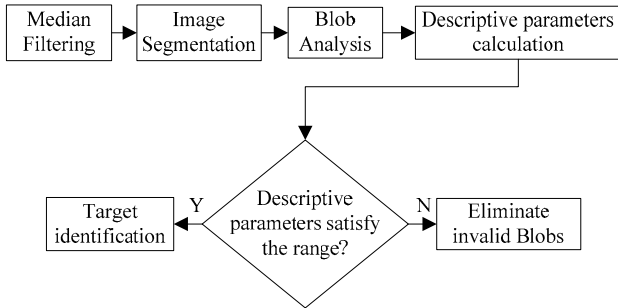 Median
Filtering
Image
Segmentation
Blob
Analysis
Descriptive parameters
calculation
Descriptive
parameters satisfy
the range?
Y
Target
identification
N
Eliminate
invalid Blobs